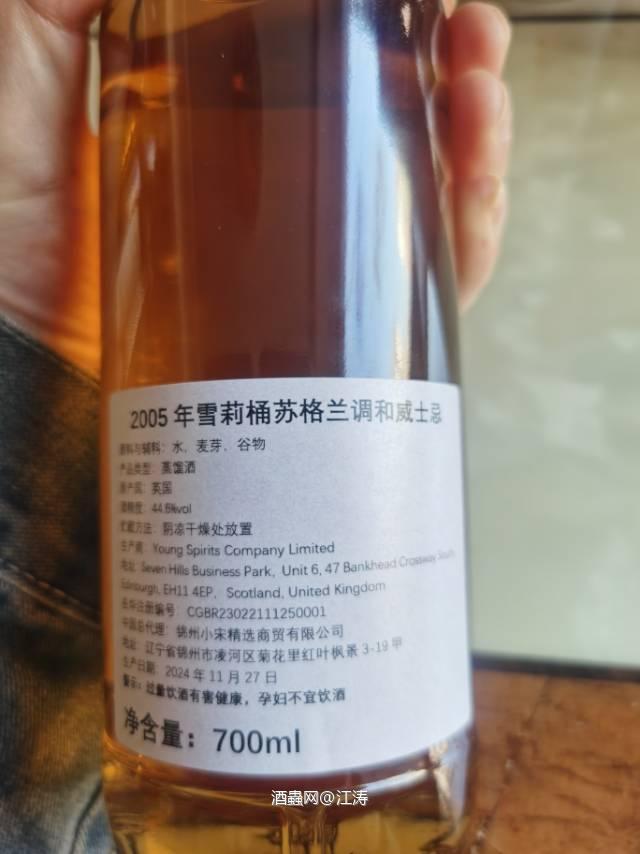 2005 年雪莉桶苏格兰调和威士忌
原料与辅料：水、麦芽、谷物
产品类型：蒸馏酒
原产国：英国
酒精度：44.6%vol
贮藏方法：阴凉干燥处放置
生产商：Young Spirits Company Limited
地址：Seven Hills Business Park，Unit 6, 47 Bankhead Crossway South,
Edinburgh, EH11 4EP，Scotland, United Kingdom
在华注册编号：CGBR23022111250001
中国总代理：锦州小宋精选商贸有限公司
地址：辽宁省锦州市凌河区菊花里红叶枫景 3-19 甲
生产日期：2024 年 11 月 27 日
警示：过量饮酒有害健康，孕妇不宜饮酒
净含量：700ml
酒蟲网@江涛